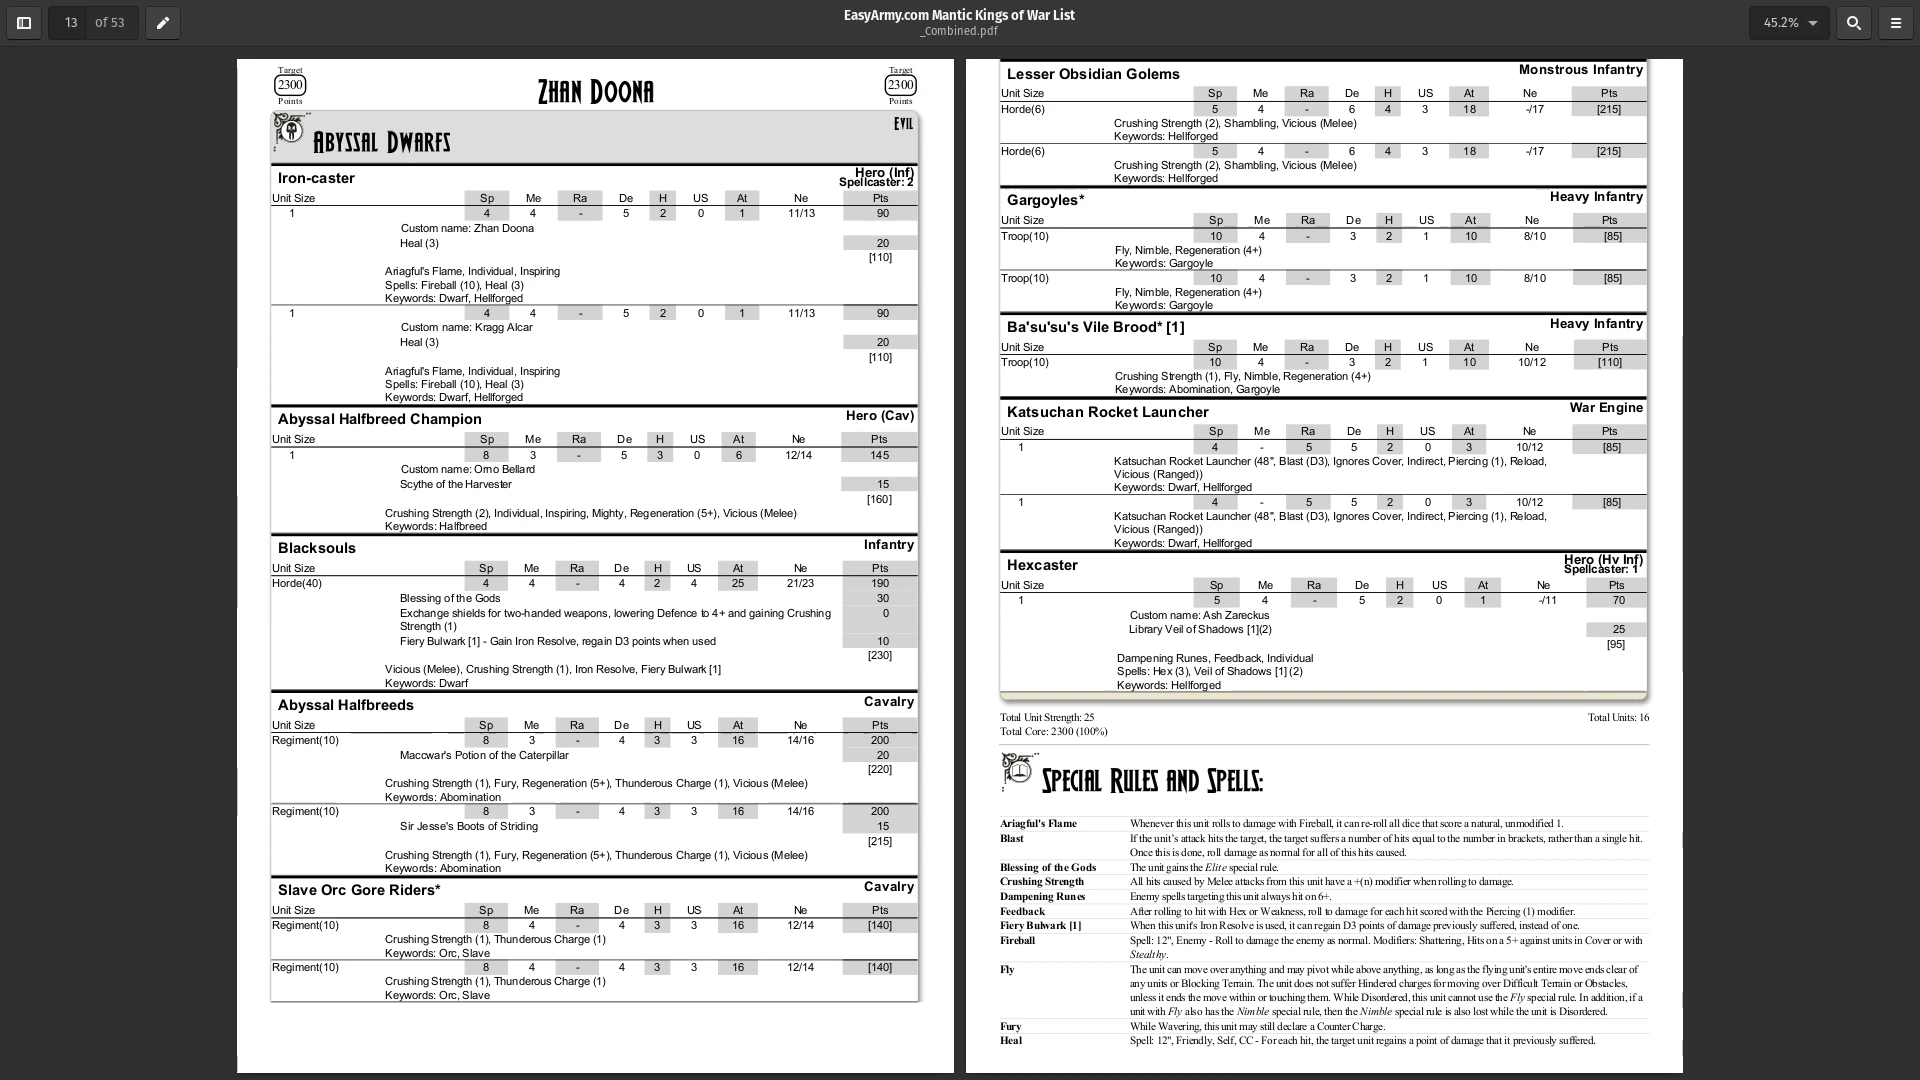 13 of 53
EasyArmy.com Mantic Kings of War List
_Combined.pdf
45.2%
Target
2300
Points
Zhan Doona
Target
2300
Points
Abyssal Dwarfs
Evil
Iron-caster
Hero (Inf)
Spellcaster: 2
Unit Size Sp Me Ra De H US At Ne Pts
1 4 4 - 5 2 0 1 11/13 90
Custom name: Zhan Doona
Heal (3) 20
[110]
Ariagful's Flame, Individual, Inspiring
Spells: Fireball (10), Heal (3)
Keywords: Dwarf, Hellforged
1 4 4 - 5 2 0 1 11/13 90
Custom name: Kragg Alcar
Heal (3) 20
[110]
Ariagful's Flame, Individual, Inspiring
Spells: Fireball (10), Heal (3)
Keywords: Dwarf, Hellforged
Abyssal Halfbreed Champion Hero (Cav)
Unit Size Sp Me Ra De H US At Ne Pts
1 8 3 - 5 3 0 6 12/14 145
Custom name: Omo Bellard
Scythe of the Harvester 15
[160]
Crushing Strength (2), Individual, Inspiring, Mighty, Regeneration (5+), Vicious (Melee)
Keywords: Halfbreed
Blacksouls Infantry
Unit Size Sp Me Ra De H US At Ne Pts
Horde(40) 4 4 - 4 2 4 25 21/23 190
Blessing of the Gods 30
Exchange shields for two-handed weapons, lowering Defence to 4+ and gaining Crushing 0
Strength (1)
Fiery Bulwark [1] - Gain Iron Resolve, regain D3 points when used 10
[230]
Vicious (Melee), Crushing Strength (1), Iron Resolve, Fiery Bulwark [1]
Keywords: Dwarf
Abyssal Halfbreeds Cavalry
Unit Size Sp Me Ra De H US At Ne Pts
Regiment(10) 8 3 - 4 3 3 16 14/16 200
Maccwar's Potion of the Caterpillar 20
[220]
Crushing Strength (1), Fury, Regeneration (5+), Thunderous Charge (1), Vicious (Melee)
Keywords: Abomination
Regiment(10) 8 3 - 4 3 3 16 14/16 200
Sir Jesse's Boots of Striding 15
[215]
Crushing Strength (1), Fury, Regeneration (5+), Thunderous Charge (1), Vicious (Melee)
Keywords: Abomination
Slave Orc Gore Riders* Cavalry
Unit Size Sp Me Ra De H US At Ne Pts
Regiment(10) 8 4 - 4 3 3 16 12/14 [140]
Crushing Strength (1), Thunderous Charge (1)
Keywords: Orc, Slave
Regiment(10) 8 4 - 4 3 3 16 12/14 [140]
Crushing Strength (1), Thunderous Charge (1)
Keywords: Orc, Slave
Lesser Obsidian Golems Monstrous Infantry
Sp Me Ra De H US At Ne Pts
Horde(6) 5 4 - 6 4 3 18 -/17 [215]
Crushing Strength (2), Shambling, Vicious (Melee)
Keywords: Hellforged
Horde(6) 5 4 - 6 4 3 18 -/17 [215]
Crushing Strength (2), Shambling, Vicious (Melee)
Keywords: Hellforged
Gargoyles* Heavy Infantry
Unit Size Sp Me Ra De H US At Ne Pts
Troop(10) 10 4 - 3 2 1 10 8/10 [85]
Fly, Nimble, Regeneration (4+)
Keywords: Gargoyle
Troop(10) 10 4 - 3 2 1 10 8/10 [85]
Fly, Nimble, Regeneration (4+)
Keywords: Gargoyle
Ba'su'su's Vile Brood* [1] Heavy Infantry
Unit Size Sp Me Ra De H US At Ne Pts
Troop(10) 10 4 - 3 2 1 10 10/12 [110]
Crushing Strength (1), Fly, Nimble, Regeneration (4+)
Keywords: Abomination, Gargoyle
Katsuchan Rocket Launcher War Engine
Unit Size Sp Me Ra De H US At Ne Pts
1 4 - 5 5 2 0 3 10/12 [85]
Katsuchan Rocket Launcher (48", Blast (D3), Ignores Cover, Indirect, Piercing (1), Reload,
Vicious (Ranged))
Keywords: Dwarf, Hellforged
1 4 - 5 5 2 0 3 10/12 [85]
Katsuchan Rocket Launcher (48", Blast (D3), Ignores Cover, Indirect, Piercing (1), Reload,
Vicious (Ranged))
Keywords: Dwarf, Hellforged
Hexcaster
Hero (Hv Inf)
Spellcaster: 1
Unit Size Sp Me Ra De H US At Ne Pts
1 5 4 - 5 2 0 1 -/11 70
Custom name: Ash Zareckus
Library Veil of Shadows [1](2) 25
[95]
Dampening Runes, Feedback, Individual
Spells: Hex (3), Veil of Shadows [1] (2)
Keywords: Hellforged
Total Unit Strength: 25 Total Units: 16
Total Core: 2300 (100%)
Special Rules and Spells:
Ariagful's Flame Whenever this unit rolls to damage with Fireball, it can re-roll all dice that score a natural, unmodified 1.
Blast If the unit's attack hits the target, the target suffers a number of hits equal to the number in brackets, rather than a single hit.
Once this is done, roll damage as normal for all of this hits caused.
Blessing of the Gods The unit gains the Elite special rule.
Crushing Strength All hits caused by Melee attacks from this unit have a +(n) modifier when rolling to damage.
Dampening Runes Enemy spells targeting this unit always hit on 6+.
Feedback After rolling to hit with Hex or Weakness, roll to damage for each hit scored with the Piercing (1) modifier.
Fiery Bulwark [1] When this unit's Iron Resolve is used, it can regain D3 points of damage previously suffered, instead of one.
Fireball Spell: 12", Enemy - Roll to damage the enemy as normal. Modifiers: Shattering, Hits on a 5+ against units in Cover or with
Stealthy.
Fly The unit can move over anything and may pivot while above anything, as long as the flying unit's entire move ends clear of
any units or Blocking Terrain. The unit does not suffer Hindered charges for moving over Difficult Terrain or Obstacles,
unless it ends the move within or touching them. While Disordered, this unit cannot use the Fly special rule. In addition, if a
unit with Fly also has the Nimble special rule, then the Nimble special rule is also lost while the unit is Disordered.
Fury While Wavering, this unit may still declare a Counter Charge.
Heal Spell: 12", Friendly, Self, CC - For each hit, the target unit regains a point of damage that it previously suffered.